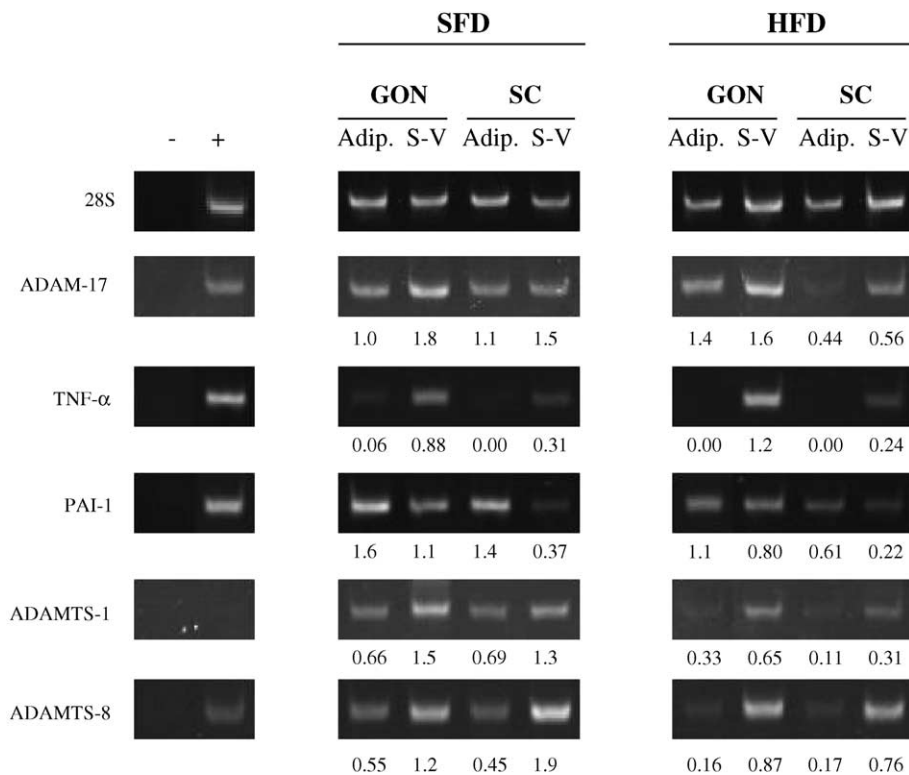 SFD HFD
GON SC GON SC
- + Adip. S-V Adip. S-V Adip. S-V Adip. S-V
28S
ADAM-17
1.0 1.8 1.1 1.5 1.4 1.6 0.44 0.56
TNF-α
0.06 0.88 0.00 0.31 0.00 1.2 0.00 0.24
PAI-1
1.6 1.1 1.4 0.37 1.1 0.80 0.61 0.22
ADAMTS-1
0.66 1.5 0.69 1.3 0.33 0.65 0.11 0.31
ADAMTS-8
0.55 1.2 0.45 1.9 0.16 0.87 0.17 0.76